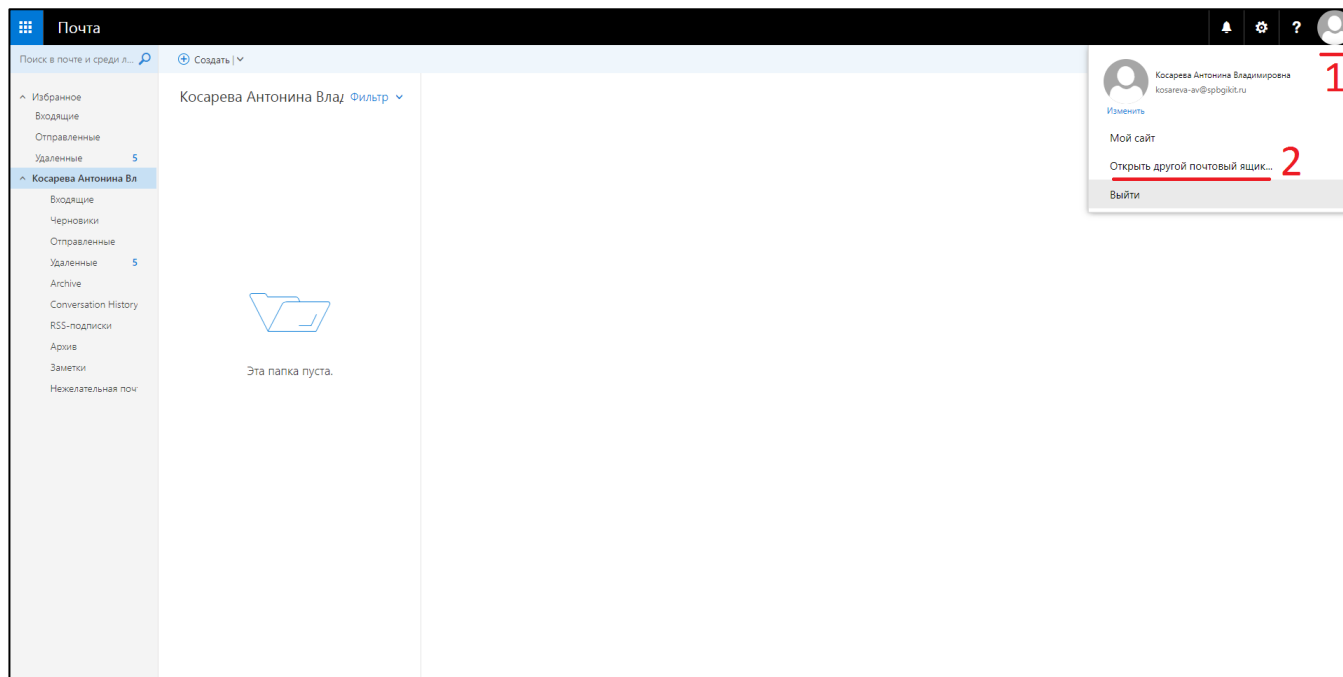 Почта
?
Поиск в почте и среди л...
Создать
Избранное
Входящие
Отправленные
Удаленные 5
Косарева Антонина Вл
Входящие
Черновики
Отправленные
Удаленные 5
Archive
Conversation History
RSS-подписки
Архив
Заметки
Нежелательная поч
Косарева Антонина Влад Фильтр
Эта папка пуста.
1
Косарева Антонина Владимировна
kosareva-av@spbgikit.ru
Изменить
Мой сайт
Открыть другой почтовый ящик... 2
Выйти